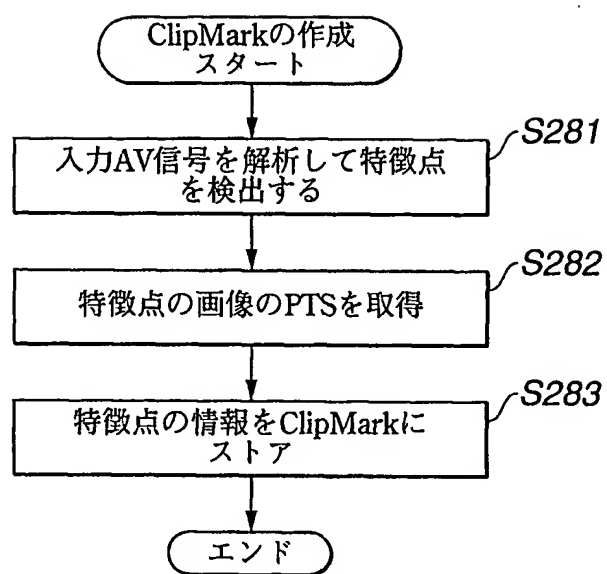 ClipMarkの作成
スタート
S281
入力AV信号を解析して特徴点
を検出する
S282
特徴点の画像のPTSを取得
S283
特徴点の情報をClipMarkに
ストア
エンド